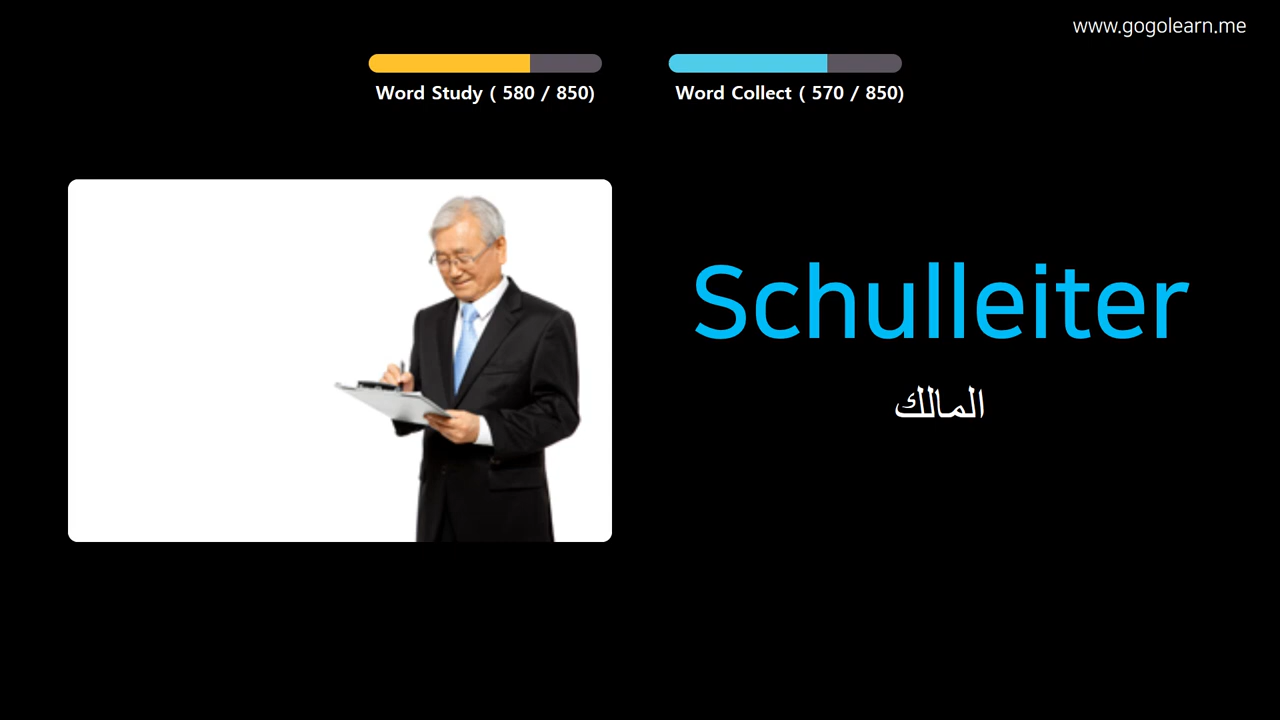 www.gogolearn.me
Word Study ( 580 / 850)
Word Collect ( 570 / 850)
Schulleiter
المالك